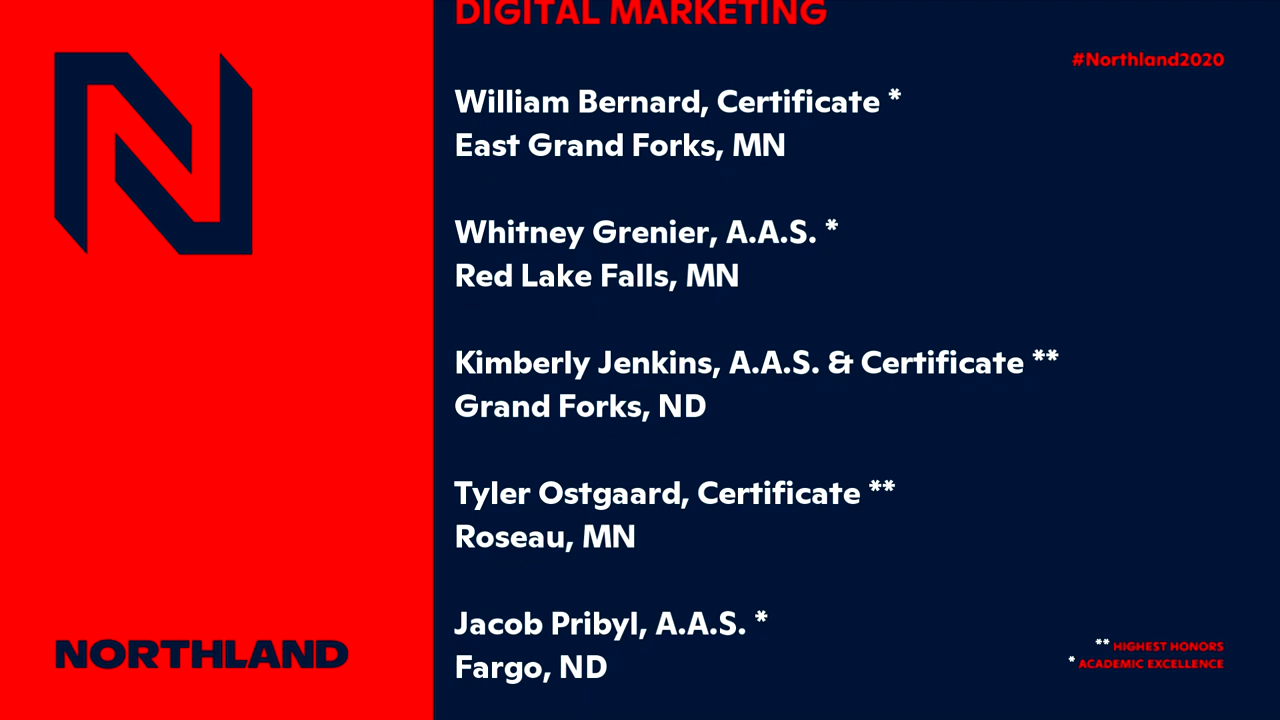 DIGITAL MARKETING
#Northland2020
William Bernard, Certificate *
East Grand Forks, MN
Whitney Grenier, A.A.S. *
Red Lake Falls, MN
Kimberly Jenkins, A.A.S. & Certificate **
Grand Forks, ND
Tyler Ostgaard, Certificate **
Roseau, MN
Jacob Pribyl, A.A.S. *
Fargo, ND
NORTHLAND
** HIGHEST HONORS
* ACADEMIC EXCELLENCE